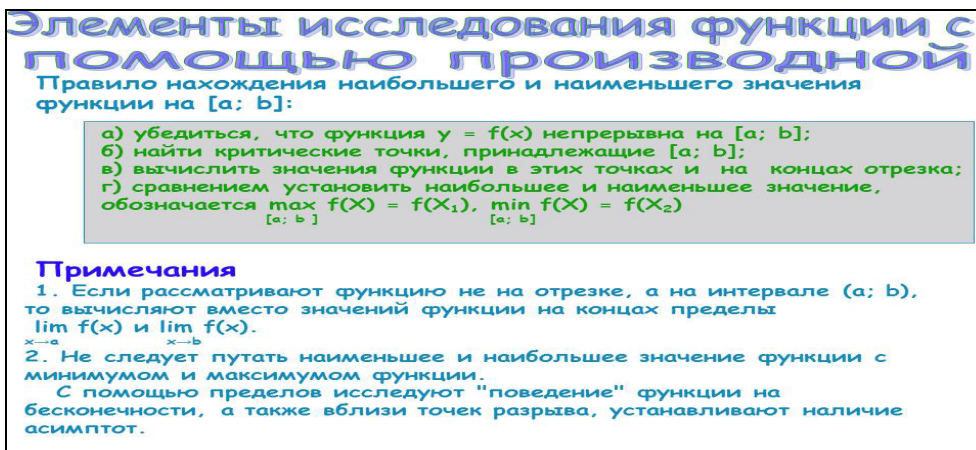 Элементы исследования функции с
помощью производной
Правило нахождения наибольшего и наименьшего значения
функции на [a; b]:
а) убедиться, что функция y = f(x) непрерывна на [a; b];
б) найти критические точки, принадлежащие [a; b];
в) вычислить значения функции в этих точках и на концах отрезка;
г) сравнением установить наибольшее и наименьшее значение,
обозначается max f(X) = f(X₁), min f(X) = f(X₂)
[a; b ] [a; b]
Примечания
1. Если рассматривают функцию не на отрезке, а на интервале (a; b),
то вычисляют вместо значений функции на концах пределы
lim f(x) и lim f(x).
x→a x→b
2. Не следует путать наименьшее и наибольшее значение функции с
минимумом и максимумом функции.
С помощью пределов исследуют "поведение" функции на
бесконечности, а также вблизи точек разрыва, устанавливают наличие
асимптот.